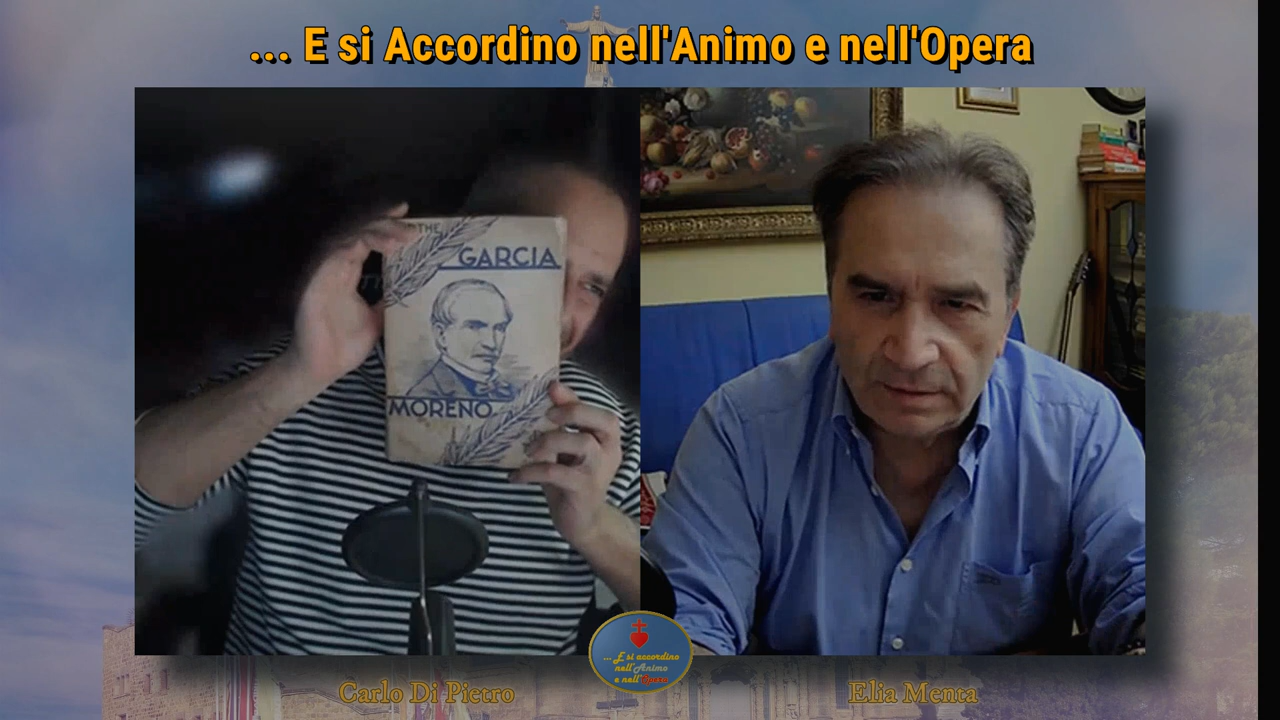 ... E si Accordino nell'Animo e nell'Opera
THE
GARCIA
MORENO
... E si accordino
nell'Animo
e nell'Opera
Carlo Di Pietro
Elia Menta